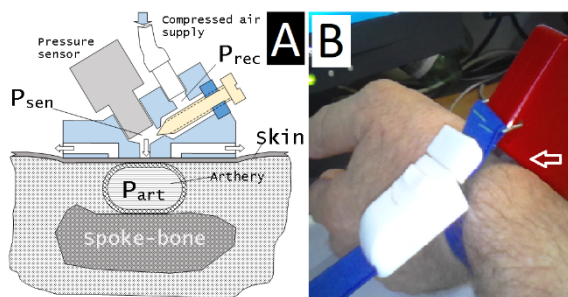 Compressed air
supply
Pressure
sensor
A
B
Prec
Psen
Skin
Part
Arthery
Spoke-bone